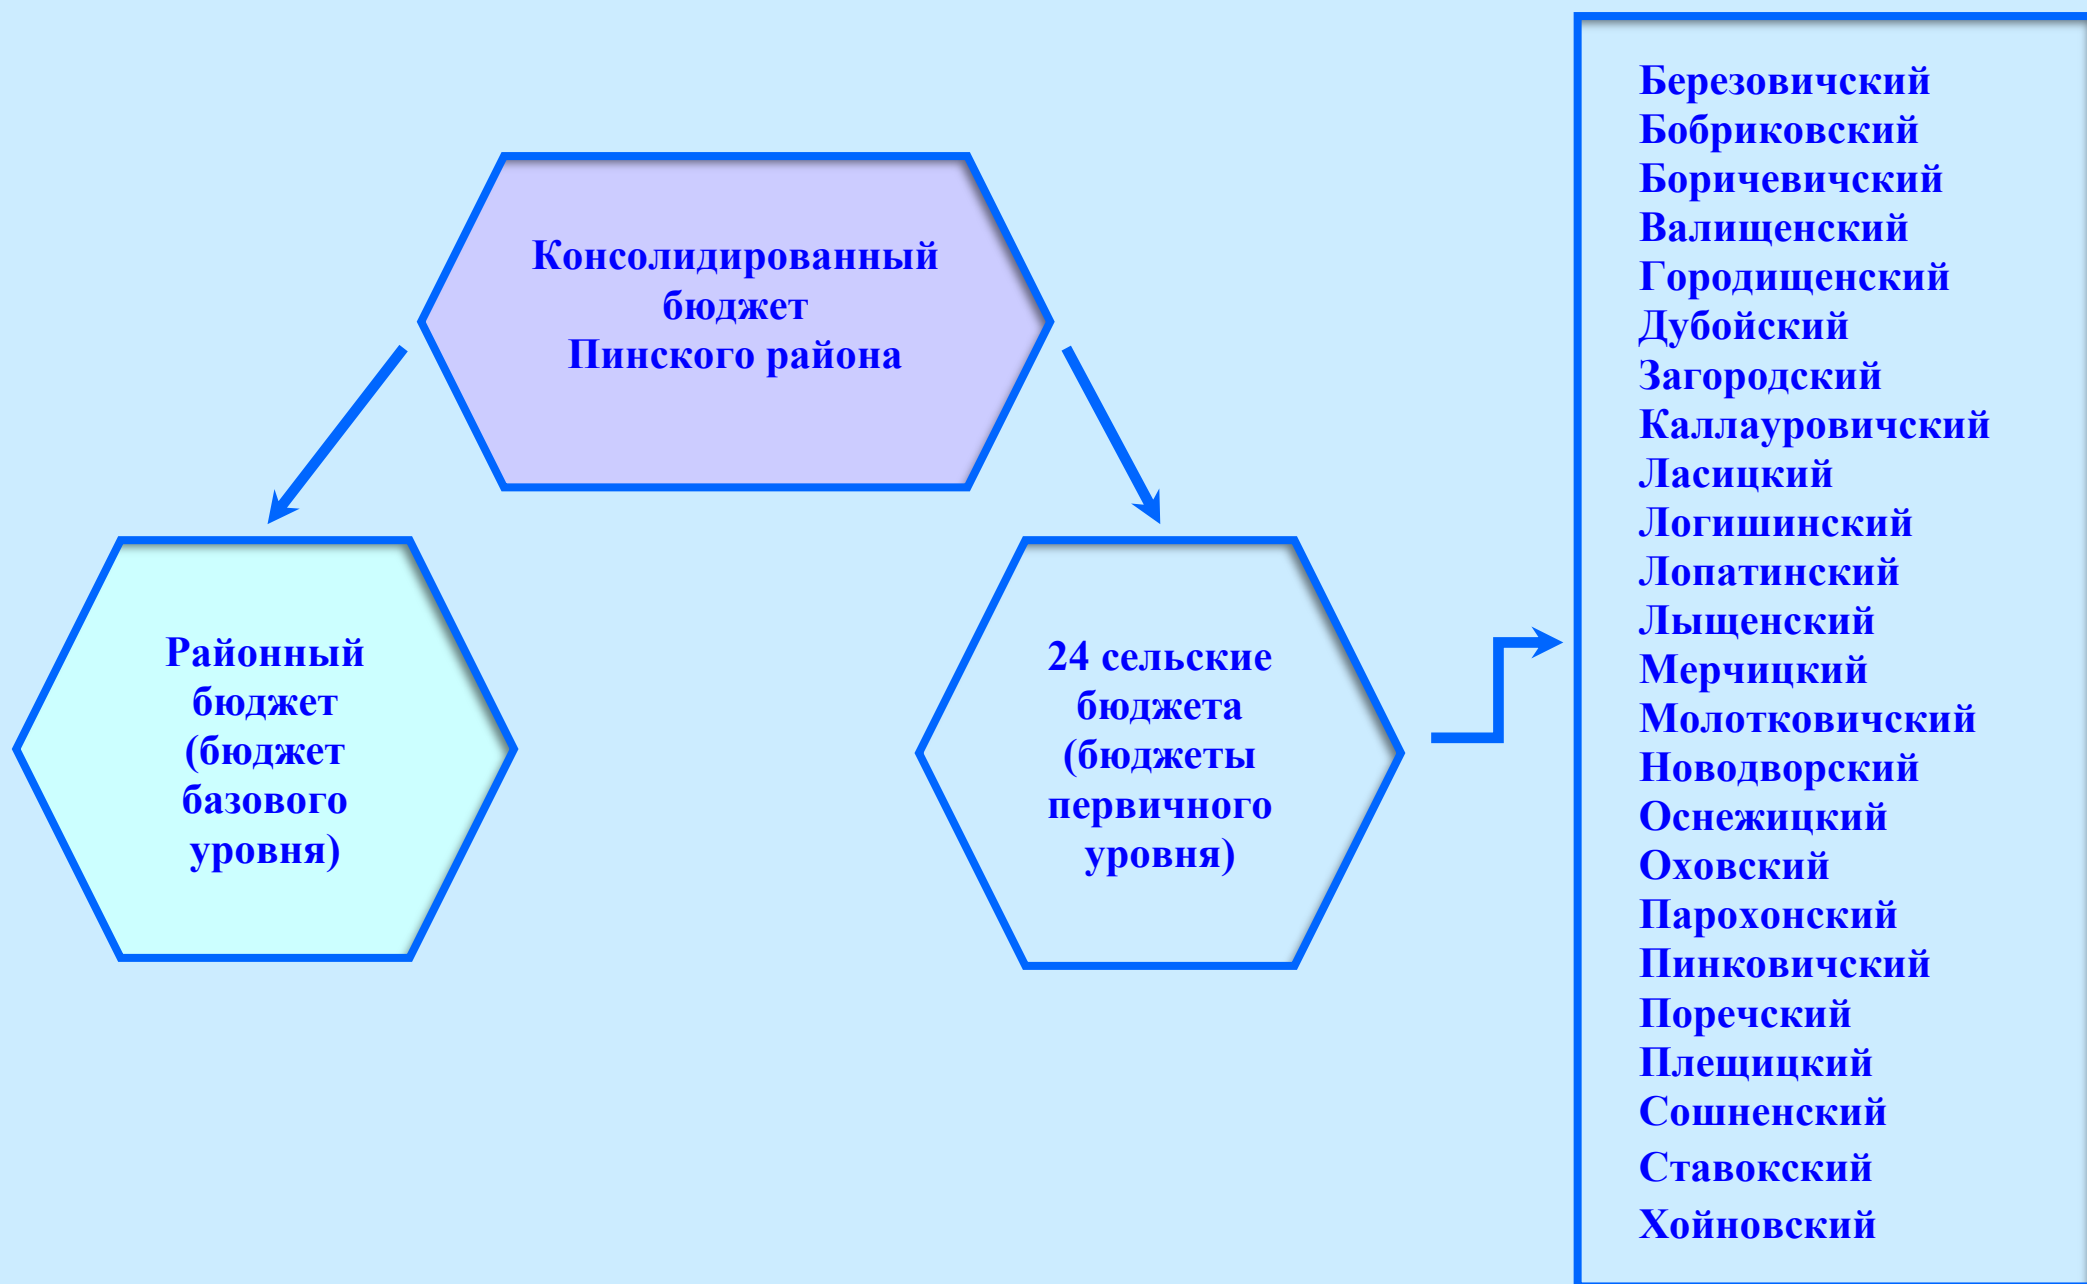 Консолидированный
бюджет
Пинского района
Районный
бюджет
(бюджет
базового
уровня)
24 сельские
бюджета
(бюджеты
первичного
уровня)
Березовичский
Бобриковский
Боричевичский
Валищенский
Городищенский
Дубойский
Загородский
Каллауровичский
Ласицкий
Логишинский
Лопатинский
Лыщенский
Мерчицкий
Молотковичский
Новодворский
Оснежицкий
Оховский
Парохонский
Пинковичский
Поречский
Плещицкий
Сошненский
Ставокский
Хойновский